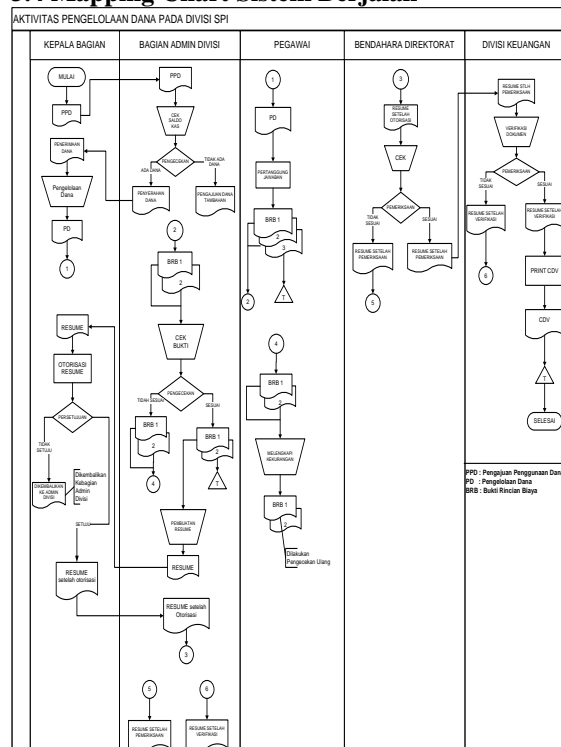 3.4 Mapping Chart Sistem Berjalan
AKTIVITAS PENGELOLAAN DANA PADA DIVISI SPI
KEPALA BAGIAN
BAGIAN ADMIN DIVISI
PEGAWAI
BENDAHARA DIREKTORAT
DIVISI KEUANGAN
MULAI
PPD
PENERIMAAN
DANA
Pengelolaan
Dana
PD
1
RESUME
OTORISASI
RESUME
PERSETUJUAN
TIDAK
SETUJU
DIKEMBALIKAN
KE ADMIN
DIVISI
Dikembalikan
Kebagian
Admin
Divisi
SETUJU
RESUME
setelah otorisasi
PPD
CEK
SALDO
KAS
PENGECEKAN
ADA DANA
TIDAK ADA
DANA
PENYERAHAN
DANA
PENGAJUAN DANA
TAMBAHAN
2
BRB 1
2
CEK
BUKTI
PENGECEKAN
TIDAK SESUAI
SESUAI
BRB 1
2
4
BRB 1
2
T
PEMBUATAN
RESUME
RESUME
RESUME setelah
Otorisasi
3
5
6
RESUME SETELAH
PEMERIKSAAN
RESUME SETELAH
VERIFIKASI
1
PD
PERTANGGUNG
JAWABAN
BRB 1
2
3
2
T
4
BRB 1
2
MELENGKAPI
KEKURANGAN
BRB 1
2
Dilakukan
Pengecekan Ulang
3
RESUME
SETELAH
OTORISASI
CEK
PEMERIKSAAN
TIDAK
SESUAI
SESUAI
RESUME SETELAH
PEMERIKSAAN
RESUME SETELAH
PEMERIKSAAN
5
RESUME STLH
PEMERIKSAAN
VERIFIKASI
DOKUMEN
PEMERIKSAAN
TIDAK
SESUAI
SESUAI
RESUME SETELAH
VERIFIKASI
RESUME SETELAH
VERIFIKASI
6
PRINT CDV
CDV
T
SELESAI
PPD : Pengajuan Penggunaan Dana
PD : Pengelolaan Dana
BRB : Bukti Rincian Biaya